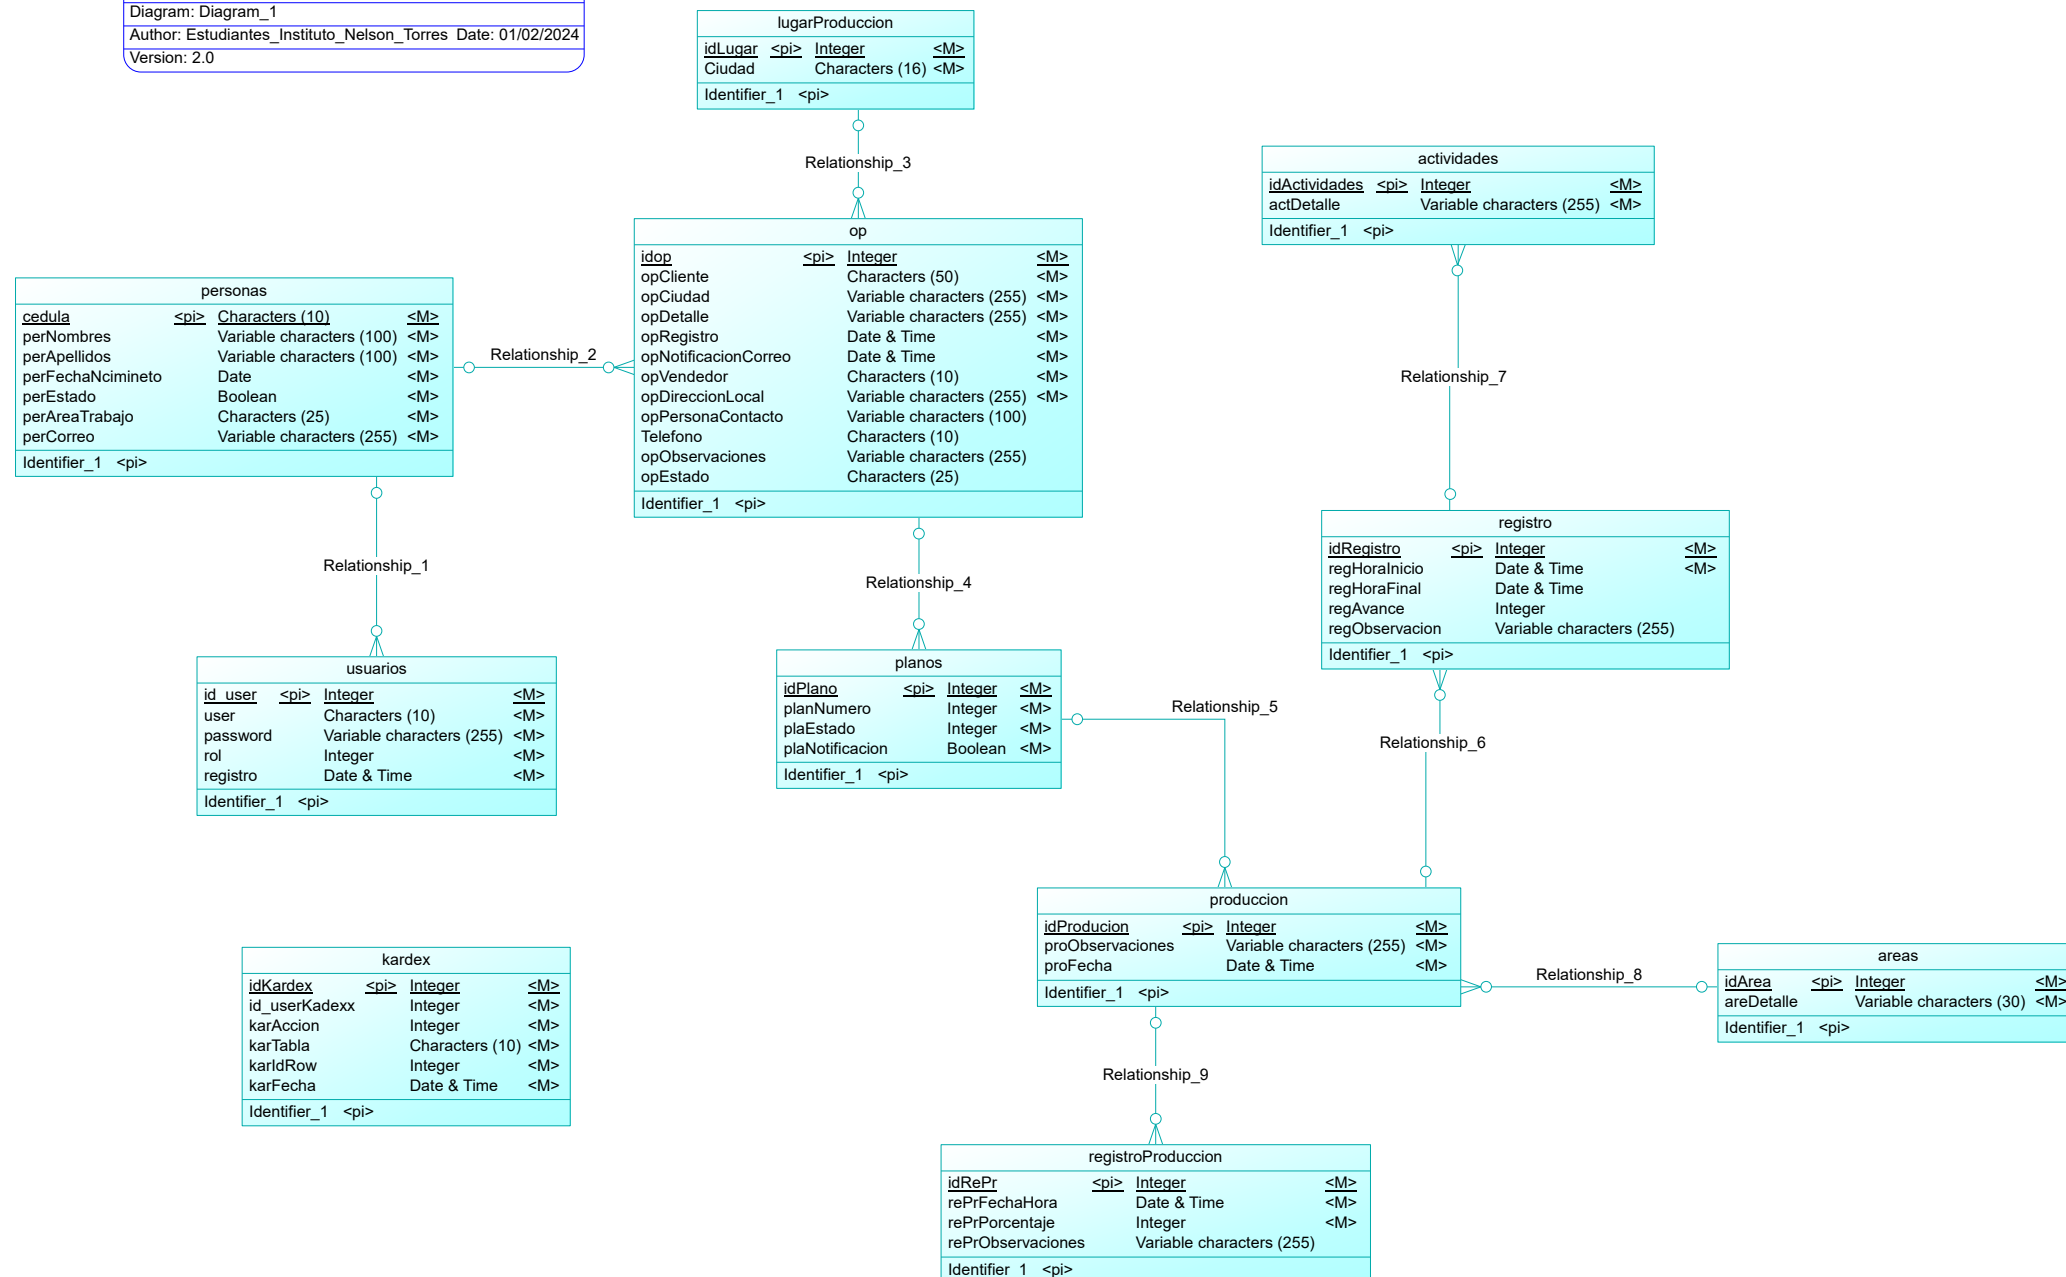 Diagram: Diagram_1
Author: Estudiantes_Instituto_Nelson_Torres Date: 01/02/2024
Version: 2.0
lugarProduccion
idLugar <pi> Integer <M>
Ciudad Characters (16) <M>
Identifier_1 <pi>
Relationship_3
actividades
idActividades <pi> Integer <M>
actDetalle Variable characters (255) <M>
Identifier_1 <pi>
op
idop <pi> Integer <M>
opCliente Characters (50) <M>
opCiudad Variable characters (255) <M>
opDetalle Variable characters (255) <M>
opRegistro Date & Time <M>
opNotificacionCorreo Date & Time <M>
opVendedor Characters (10) <M>
opDireccionLocal Variable characters (255) <M>
opPersonaContacto Variable characters (100)
Telefono Characters (10)
opObservaciones Variable characters (255)
opEstado Characters (25)
Identifier_1 <pi>
personas
cedula <pi> Characters (10) <M>
perNombres Variable characters (100) <M>
perApellidos Variable characters (100) <M>
perFechaNcimineto Date <M>
perEstado Boolean <M>
perAreaTrabajo Characters (25) <M>
perCorreo Variable characters (255) <M>
Identifier_1 <pi>
Relationship_2
Relationship_7
registro
idRegistro <pi> Integer <M>
regHoraInicio Date & Time <M>
regHoraFinal Date & Time
regAvance Integer
regObservacion Variable characters (255)
Identifier_1 <pi>
Relationship_1
Relationship_4
usuarios
id_user <pi> Integer <M>
user Characters (10) <M>
password Variable characters (255) <M>
rol Integer <M>
registro Date & Time <M>
Identifier_1 <pi>
planos
idPlano <pi> Integer <M>
planNumero Integer <M>
plaEstado Integer <M>
plaNotificacion Boolean <M>
Identifier_1 <pi>
Relationship_5
Relationship_6
produccion
idProducion <pi> Integer <M>
proObservaciones Variable characters (255) <M>
proFecha Date & Time <M>
Identifier_1 <pi>
Relationship_8
areas
idArea <pi> Integer <M>
areDetalle Variable characters (30) <M>
Identifier_1 <pi>
kardex
idKardex <pi> Integer <M>
id_userKadexx Integer <M>
karAccion Integer <M>
karTabla Characters (10) <M>
karIdRow Integer <M>
karFecha Date & Time <M>
Identifier_1 <pi>
Relationship_9
registroProduccion
idRePr <pi> Integer <M>
rePrFechaHora Date & Time <M>
rePrPorcentaje Integer <M>
rePrObservaciones Variable characters (255)
Identifier_1 <pi>